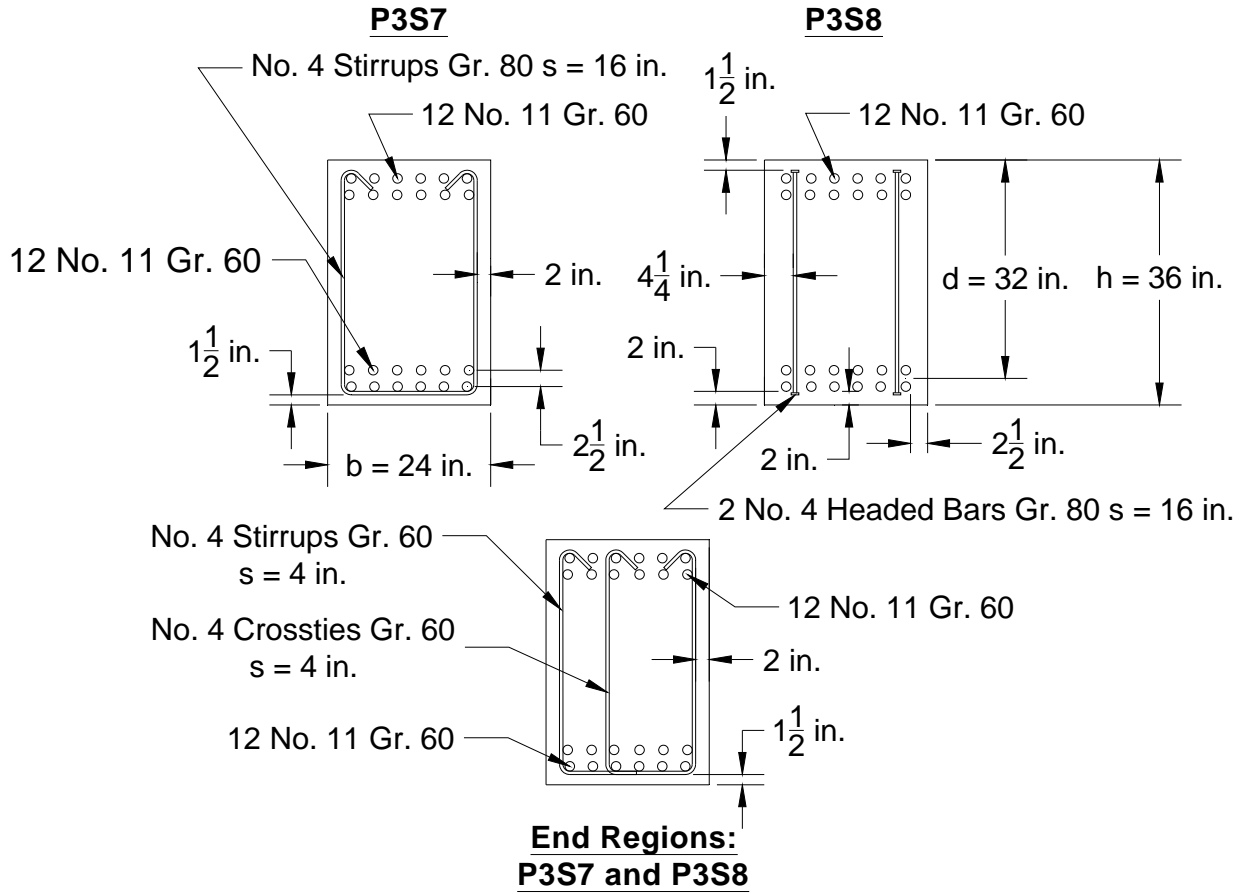 P3S7
No. 4 Stirrups Gr. 80 s = 16 in.
12 No. 11 Gr. 60
12 No. 11 Gr. 60
2 in.
1 1/2 in.
2 1/2 in.
b = 24 in.
P3S8
1 1/2 in.
12 No. 11 Gr. 60
4 1/4 in.
d = 32 in.
h = 36 in.
2 in.
2 in.
2 1/2 in.
2 No. 4 Headed Bars Gr. 80 s = 16 in.
No. 4 Stirrups Gr. 60
s = 4 in.
12 No. 11 Gr. 60
No. 4 Crossties Gr. 60
s = 4 in.
2 in.
12 No. 11 Gr. 60
1 1/2 in.
End Regions:
P3S7 and P3S8